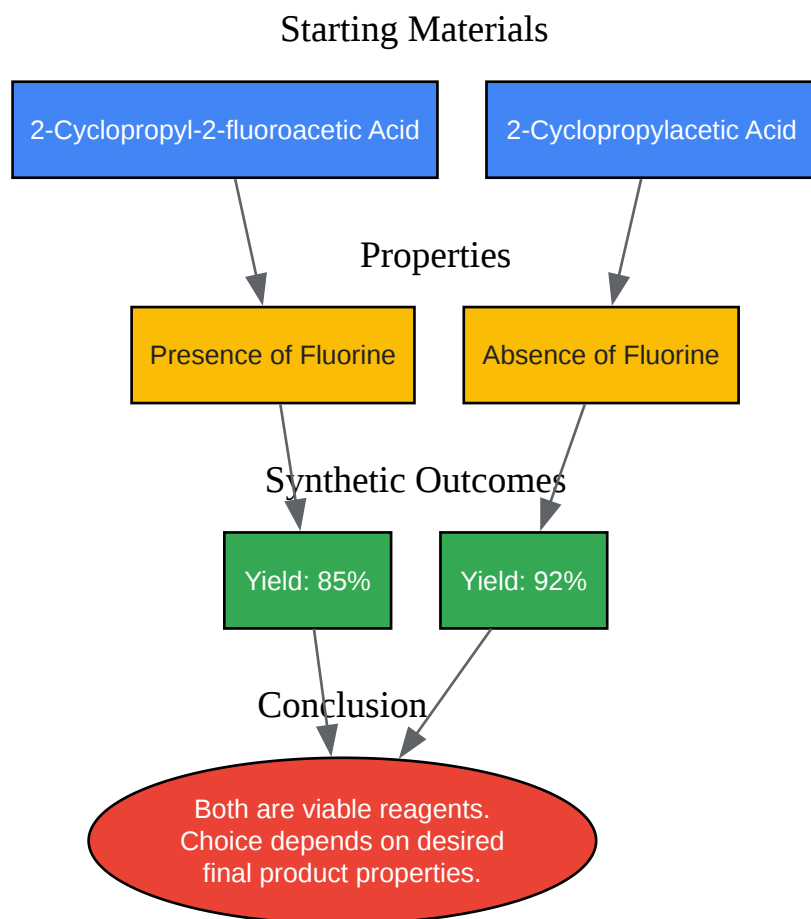 Starting Materials
2-Cyclopropyl-2-fluoroacetic Acid
2-Cyclopropylacetic Acid
Properties
Presence of Fluorine
Absence of Fluorine
Synthetic Outcomes
Yield: 85%
Yield: 92%
Conclusion
Both are viable reagents.
Choice depends on desired
final product properties.